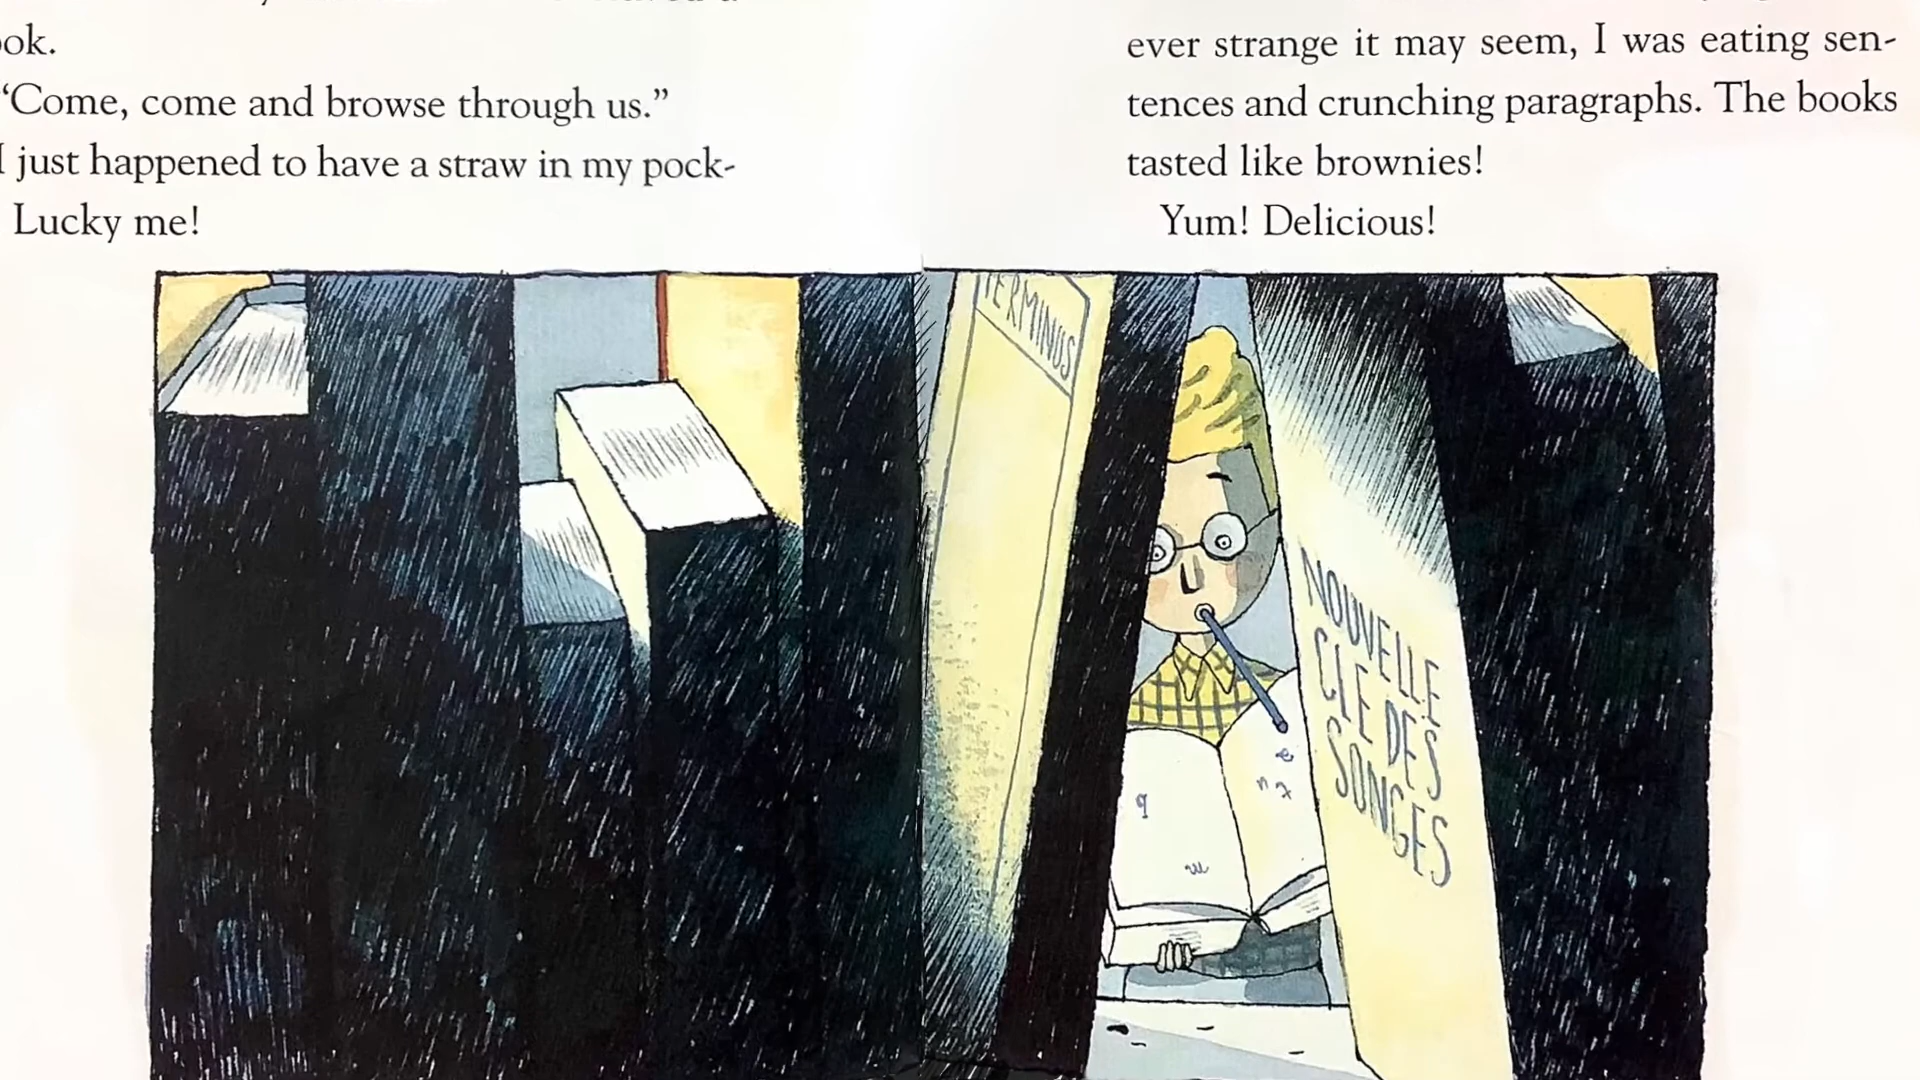 ok.
“Come, come and browse through us.”
I just happened to have a straw in my pock-
Lucky me!
ever strange it may seem, I was eating sen-
tences and crunching paragraphs. The books
tasted like brownies!
Yum! Delicious!
TERMINUS
NOUVELLE
CLE DES
SONGES
e
n x
q